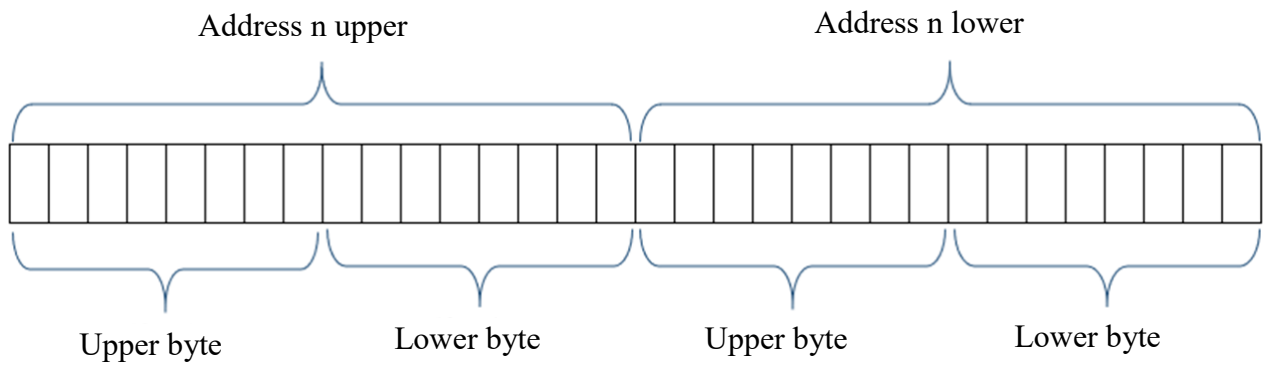 Address n upper
Address n lower
Upper byte
Lower byte
Upper byte
Lower byte